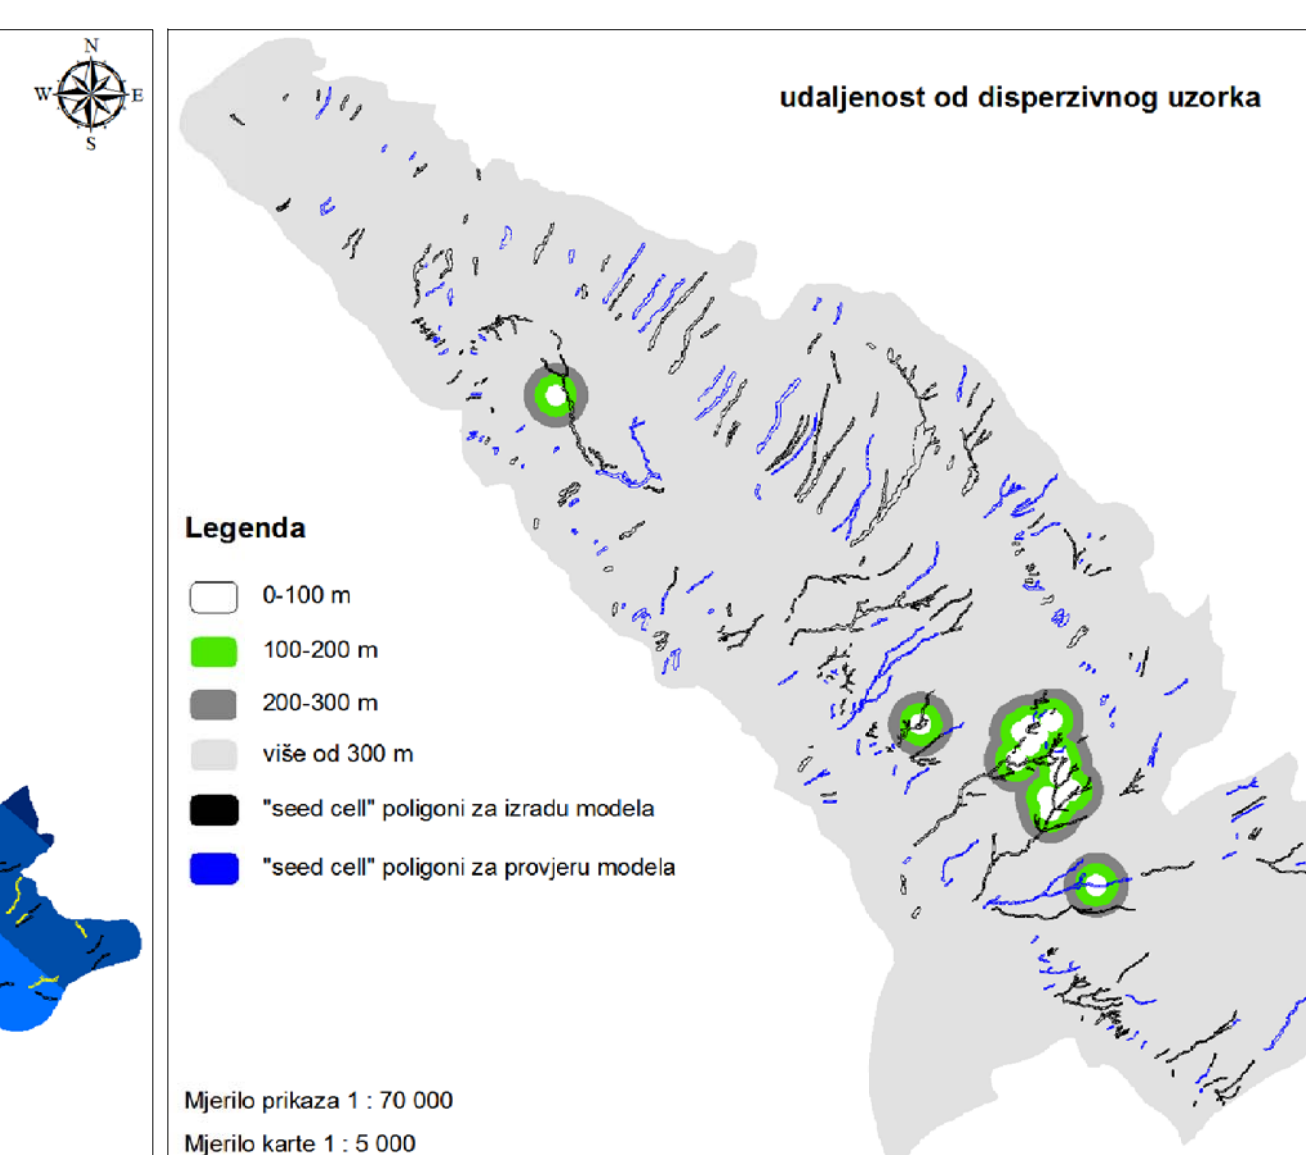 N
W E
S
udaljenost od disperzivnog uzorka
Legenda
0-100 m
100-200 m
200-300 m
više od 300 m
"seed cell" poligoni za izradu modela
"seed cell" poligoni za provjeru modela
Mjerilo prikaza 1 : 70 000
Mjerilo karte 1 : 5 000